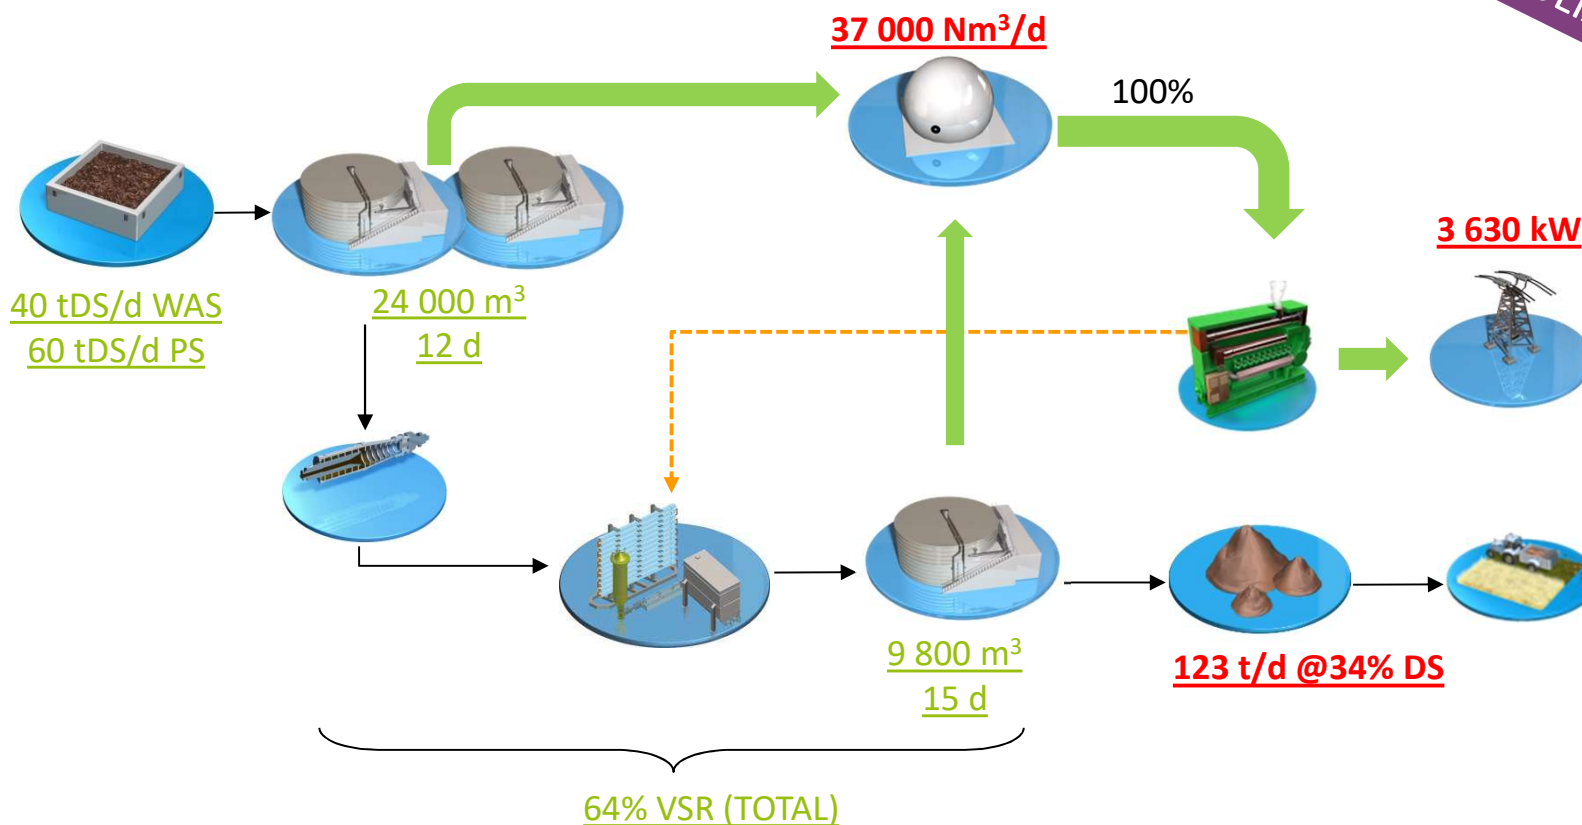 37 000 Nm³/d
100%
3 630 kW
40 tDS/d WAS
60 tDS/d PS
24 000 m³
12 d
9 800 m³
15 d
123 t/d @34% DS
64% VSR (TOTAL)